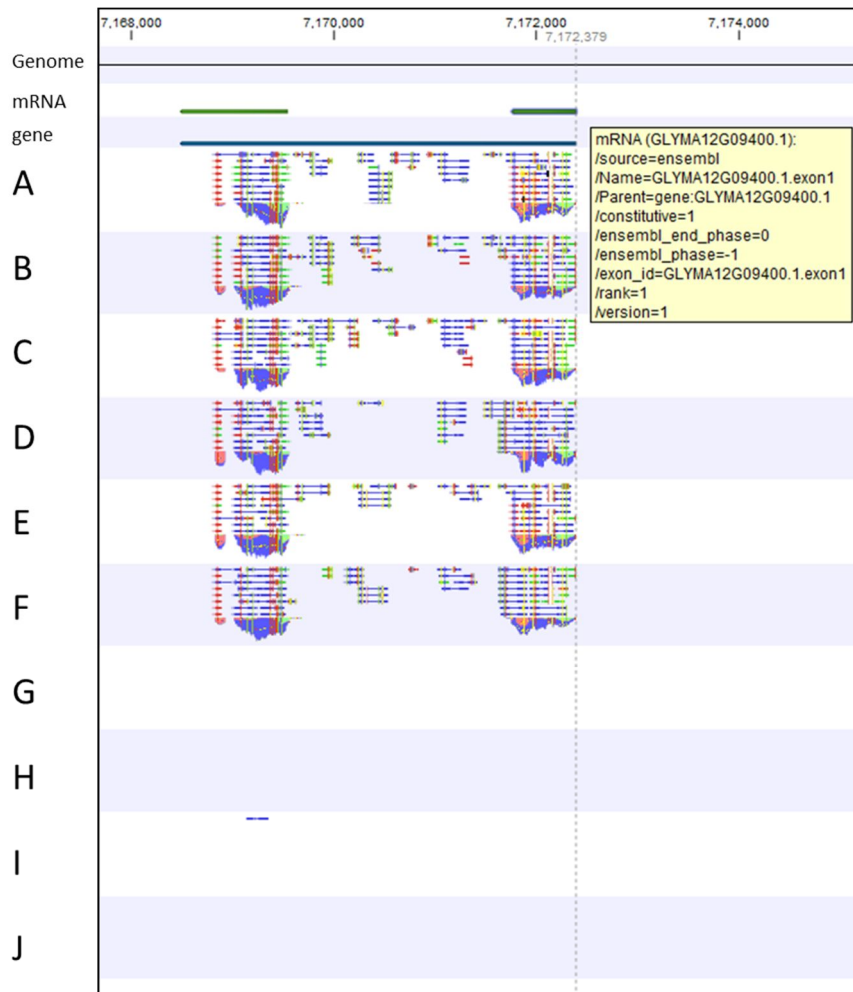 7,168,000 7,170,000 7,172,000 7,174,000
7,172,379
Genome
mRNA
gene
mRNA (GLYMA12G09400.1):
/source=ensembl
/Name=GLYMA12G09400.1.exon1
/Parent=gene:GLYMA12G09400.1
/constitutive=1
/ensembl_end_phase=0
/ensembl_phase=-1
/exon_id=GLYMA12G09400.1.exon1
/rank=1
/version=1
A
B
C
D
E
F
G
H
I
J